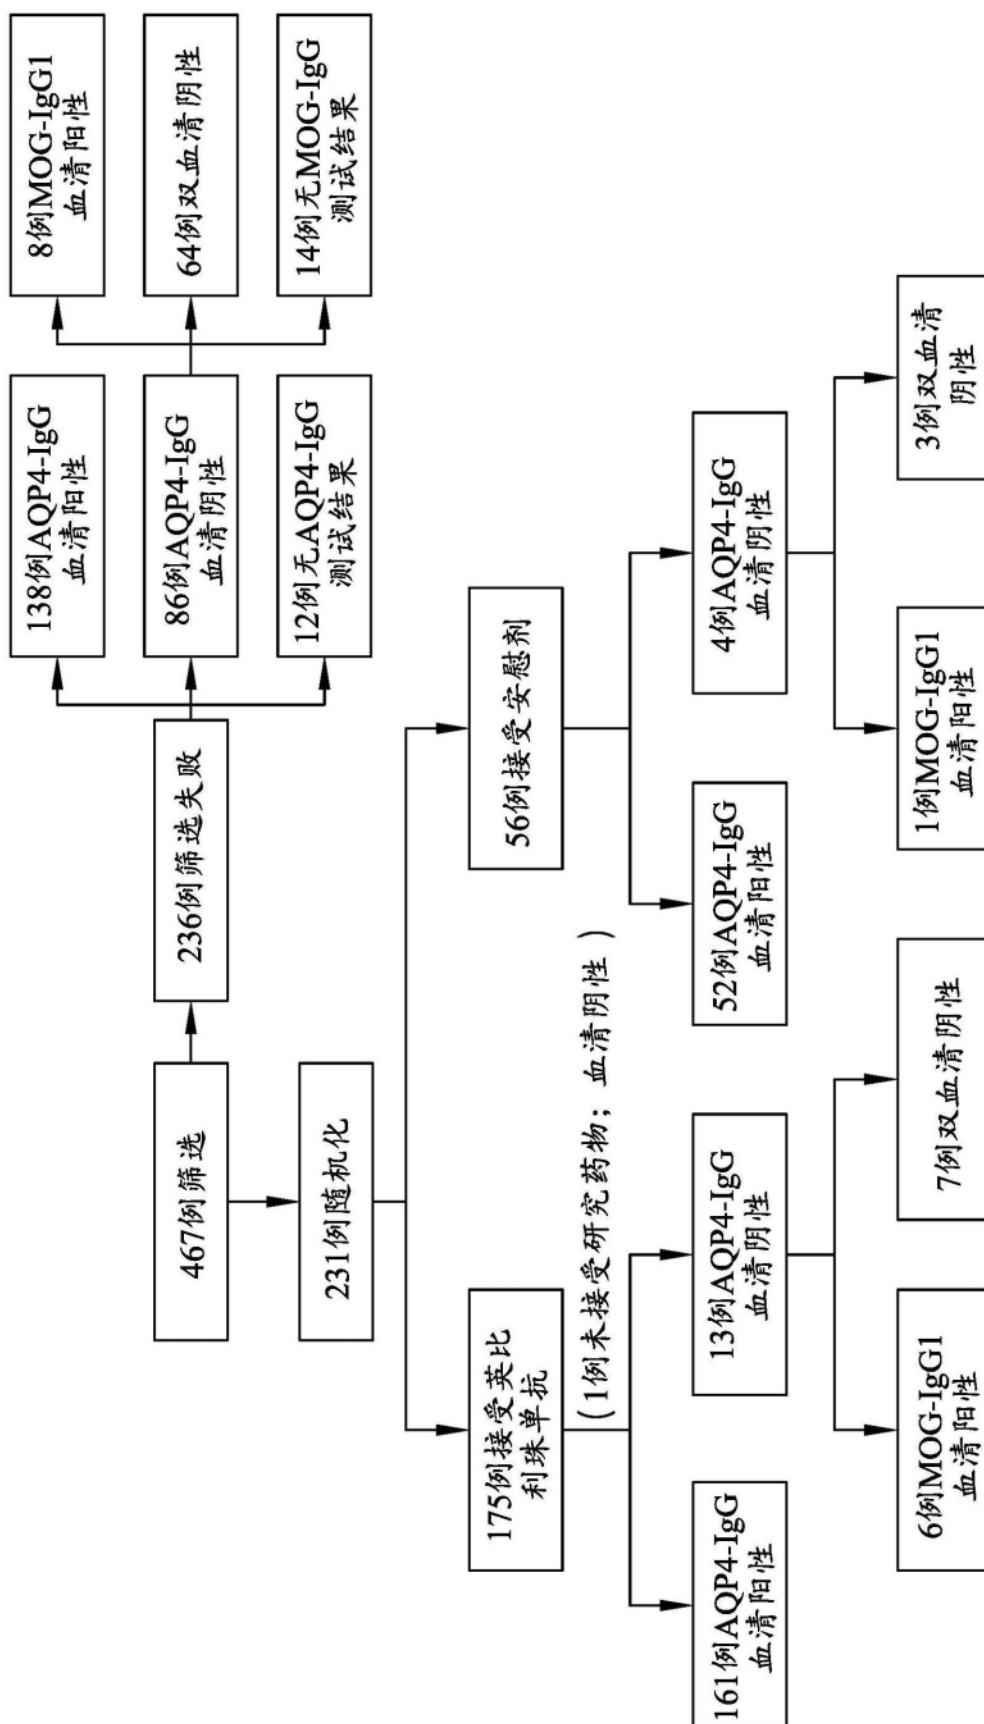 467例筛选
236例筛选失败
138例AQP4-IgG
血清阳性
86例AQP4-IgG
血清阴性
12例无AQP4-IgG
测试结果
8例MOG-IgG1
血清阳性
64例双血清阴性
14例无MOG-IgG
测试结果
231例随机化
175例接受英比
利珠单抗
(1例未接受研究药物；血清阴性)
56例接受安慰剂
161例AQP4-IgG
血清阳性
13例AQP4-IgG
血清阴性
52例AQP4-IgG
血清阳性
4例AQP4-IgG
血清阴性
6例MOG-IgG1
血清阳性
7例双血清阴性
1例MOG-IgG1
血清阳性
3例双血清
阴性